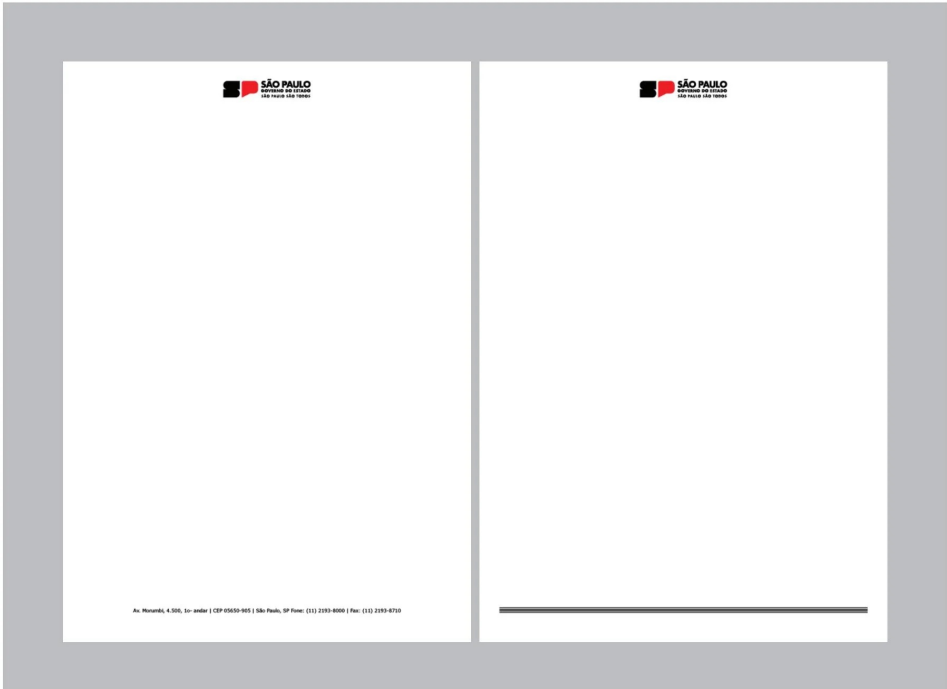 SP SÃO PAULO
GOVERNO DO ESTADO
SÃO PAULO SÃO TODOS
SP SÃO PAULO
GOVERNO DO ESTADO
SÃO PAULO SÃO TODOS
Av. Morumbi, 4.500, 1o- andar | CEP 05650-905 | São Paulo, SP Fone: (11) 2193-8000 | Fax: (11) 2193-8710